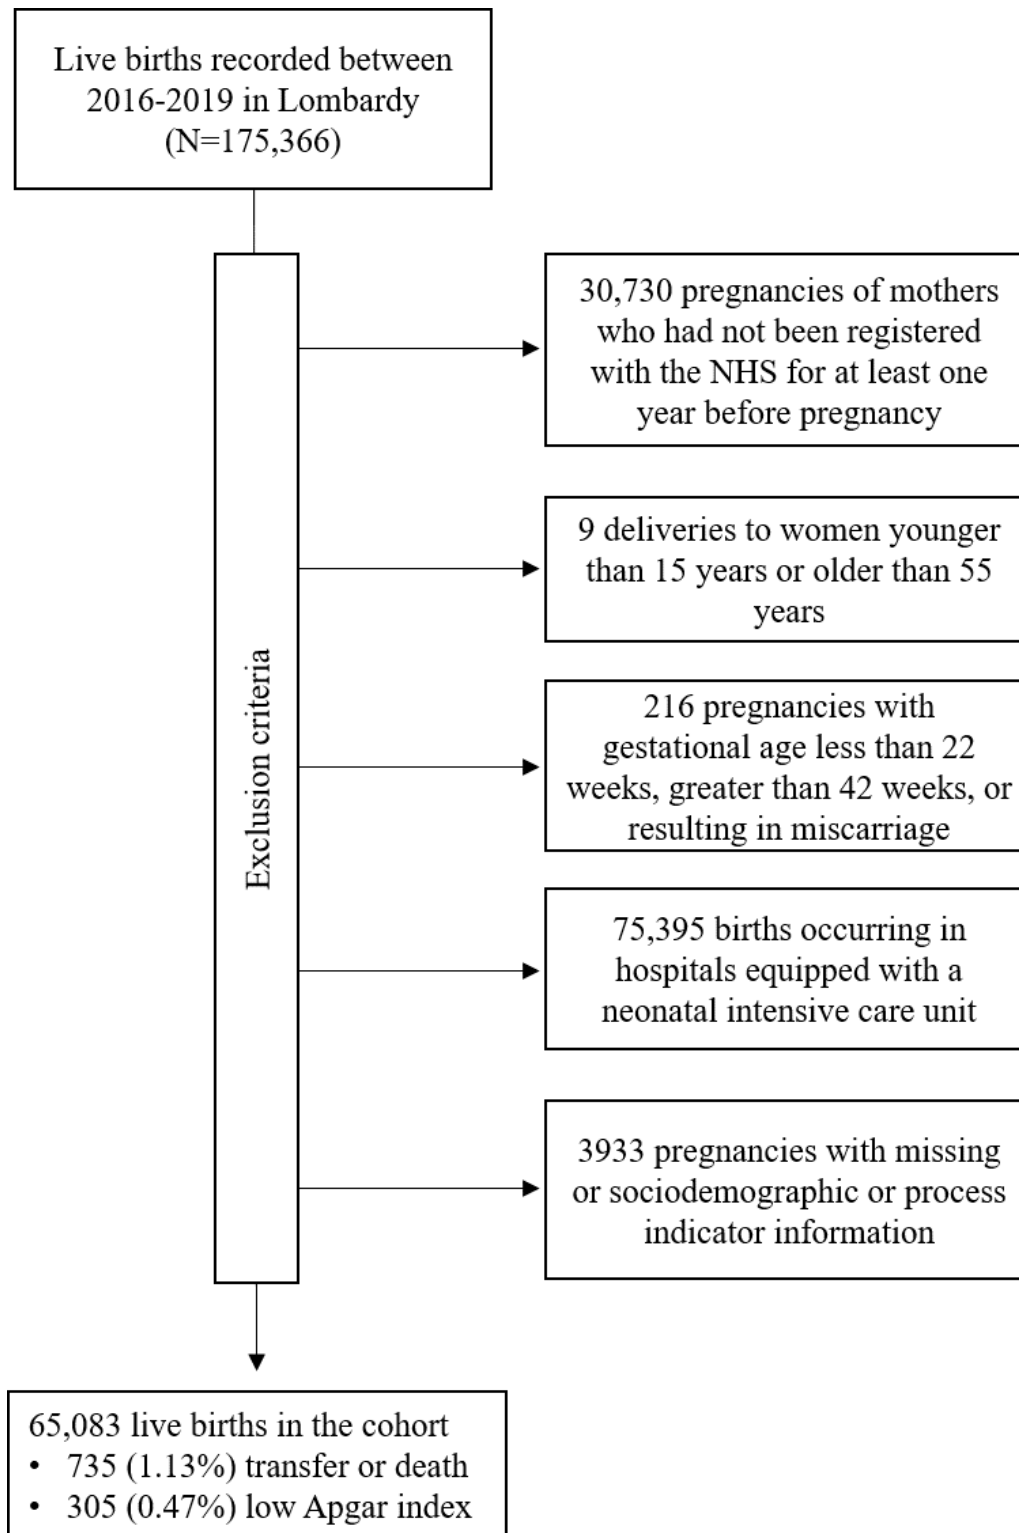 Live births recorded between
2016-2019 in Lombardy
(N=175,366)
Exclusion criteria
30,730 pregnancies of mothers
who had not been registered
with the NHS for at least one
year before pregnancy
9 deliveries to women younger
than 15 years or older than 55
years
216 pregnancies with
gestational age less than 22
weeks, greater than 42 weeks, or
resulting in miscarriage
75,395 births occurring in
hospitals equipped with a
neonatal intensive care unit
3933 pregnancies with missing
or sociodemographic or process
indicator information
65,083 live births in the cohort
• 735 (1.13%) transfer or death
• 305 (0.47%) low Apgar index